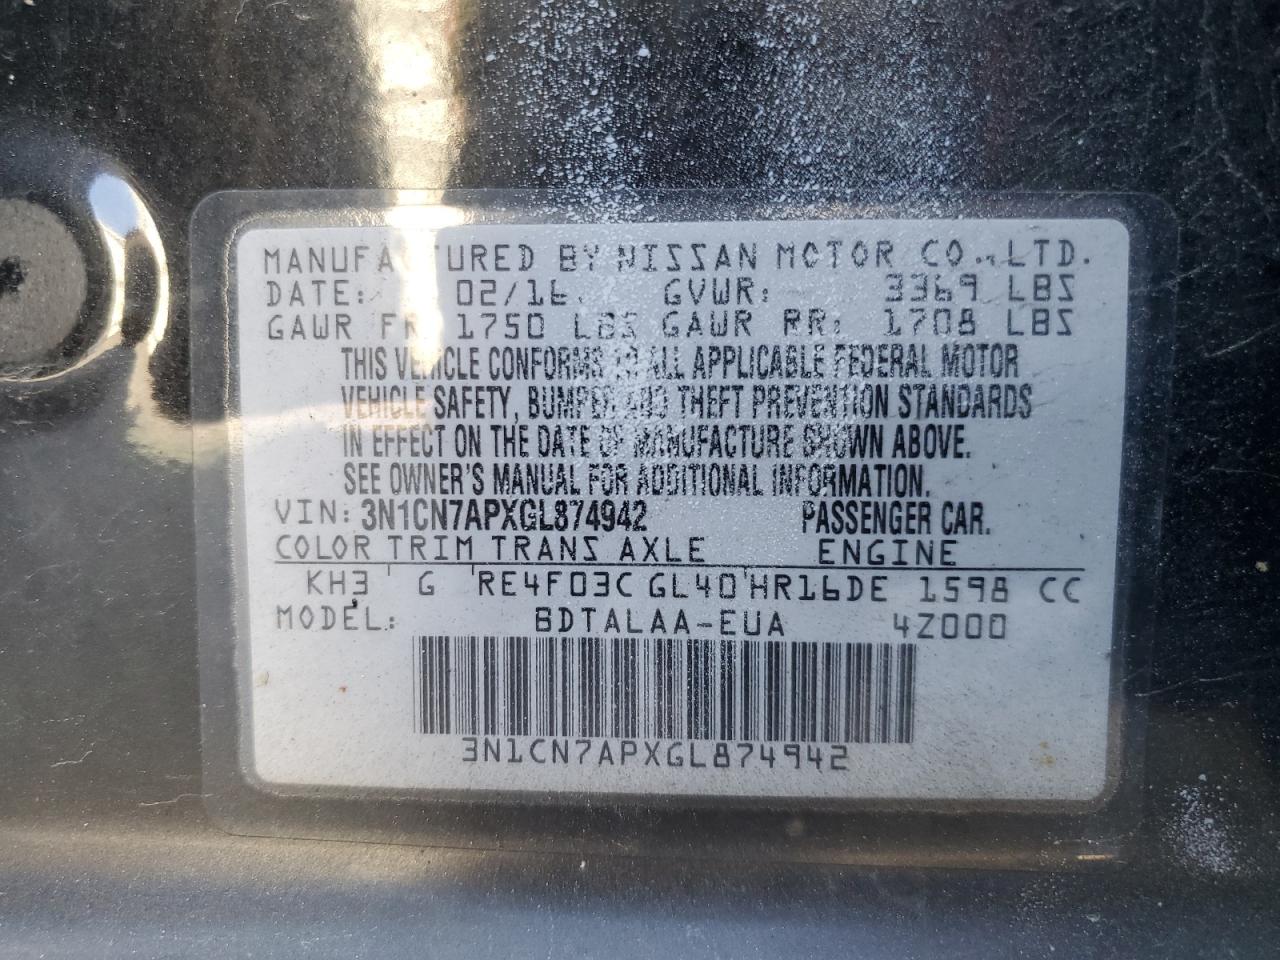 MANUFACTURED BY NISSAN MOTOR CO.,LTD.
DATE: 02/16 GVWR: 3369 LBS
GAWR FR: 1750 LBS GAWR RR: 1708 LBS
THIS VEHICLE CONFORMS TO ALL APPLICABLE FEDERAL MOTOR
VEHICLE SAFETY, BUMPER AND THEFT PREVENTION STANDARDS
IN EFFECT ON THE DATE OF MANUFACTURE SHOWN ABOVE.
SEE OWNER'S MANUAL FOR ADDITIONAL INFORMATION.
VIN: 3N1CN7APXGL874942 PASSENGER CAR.
COLOR TRIM TRANS AXLE ENGINE
KH3 G RE4F03C GL40 HR16DE 1598 CC
MODEL: BDTALAA-EUA 4Z000
3N1CN7APXGL874942